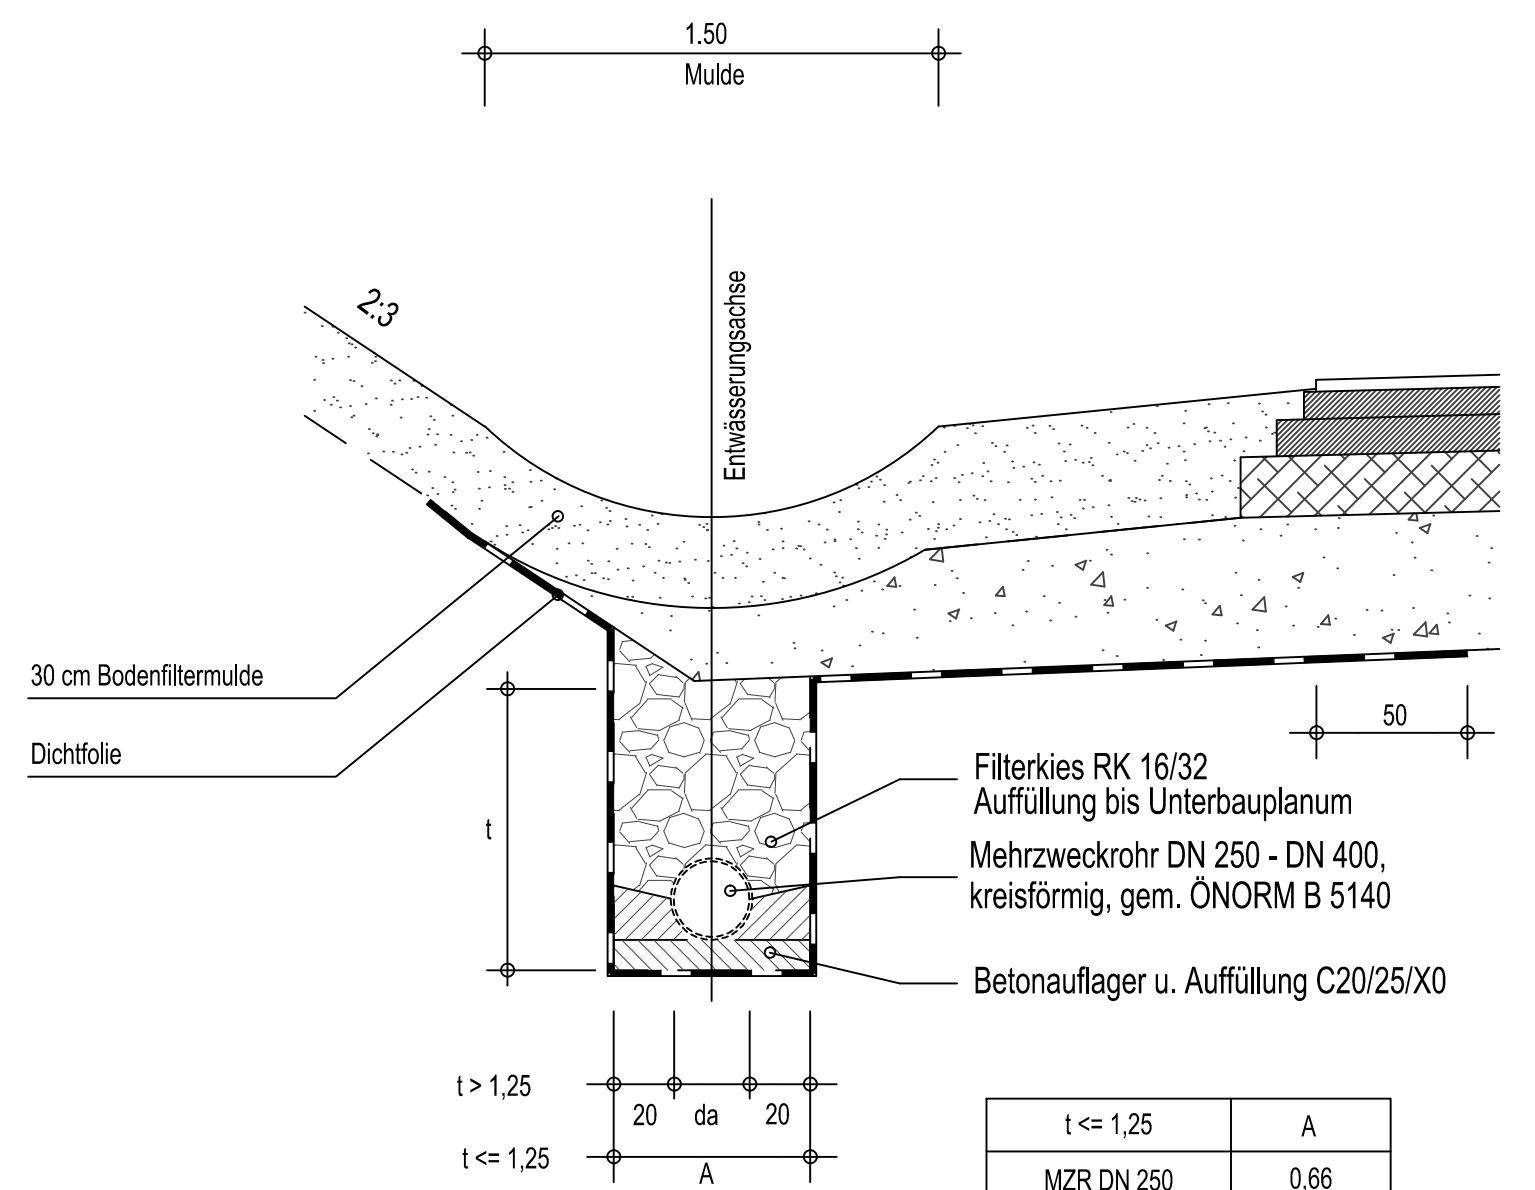 1.50
Mulde
2:3
Entwässerungsachse
30 cm Bodenfiltermulde
Dichtfolie
t
50
Filterkies RK 16/32
Auffüllung bis Unterbauplanum
Mehrzweckrohr DN 250 - DN 400,
kreisförmig, gem. ÖNORM B 5140
Betonauflager u. Auffüllung C20/25/X0
t > 1,25
20 da 20
t <= 1,25
A
t <= 1,25 A
MZR DN 250 0,66